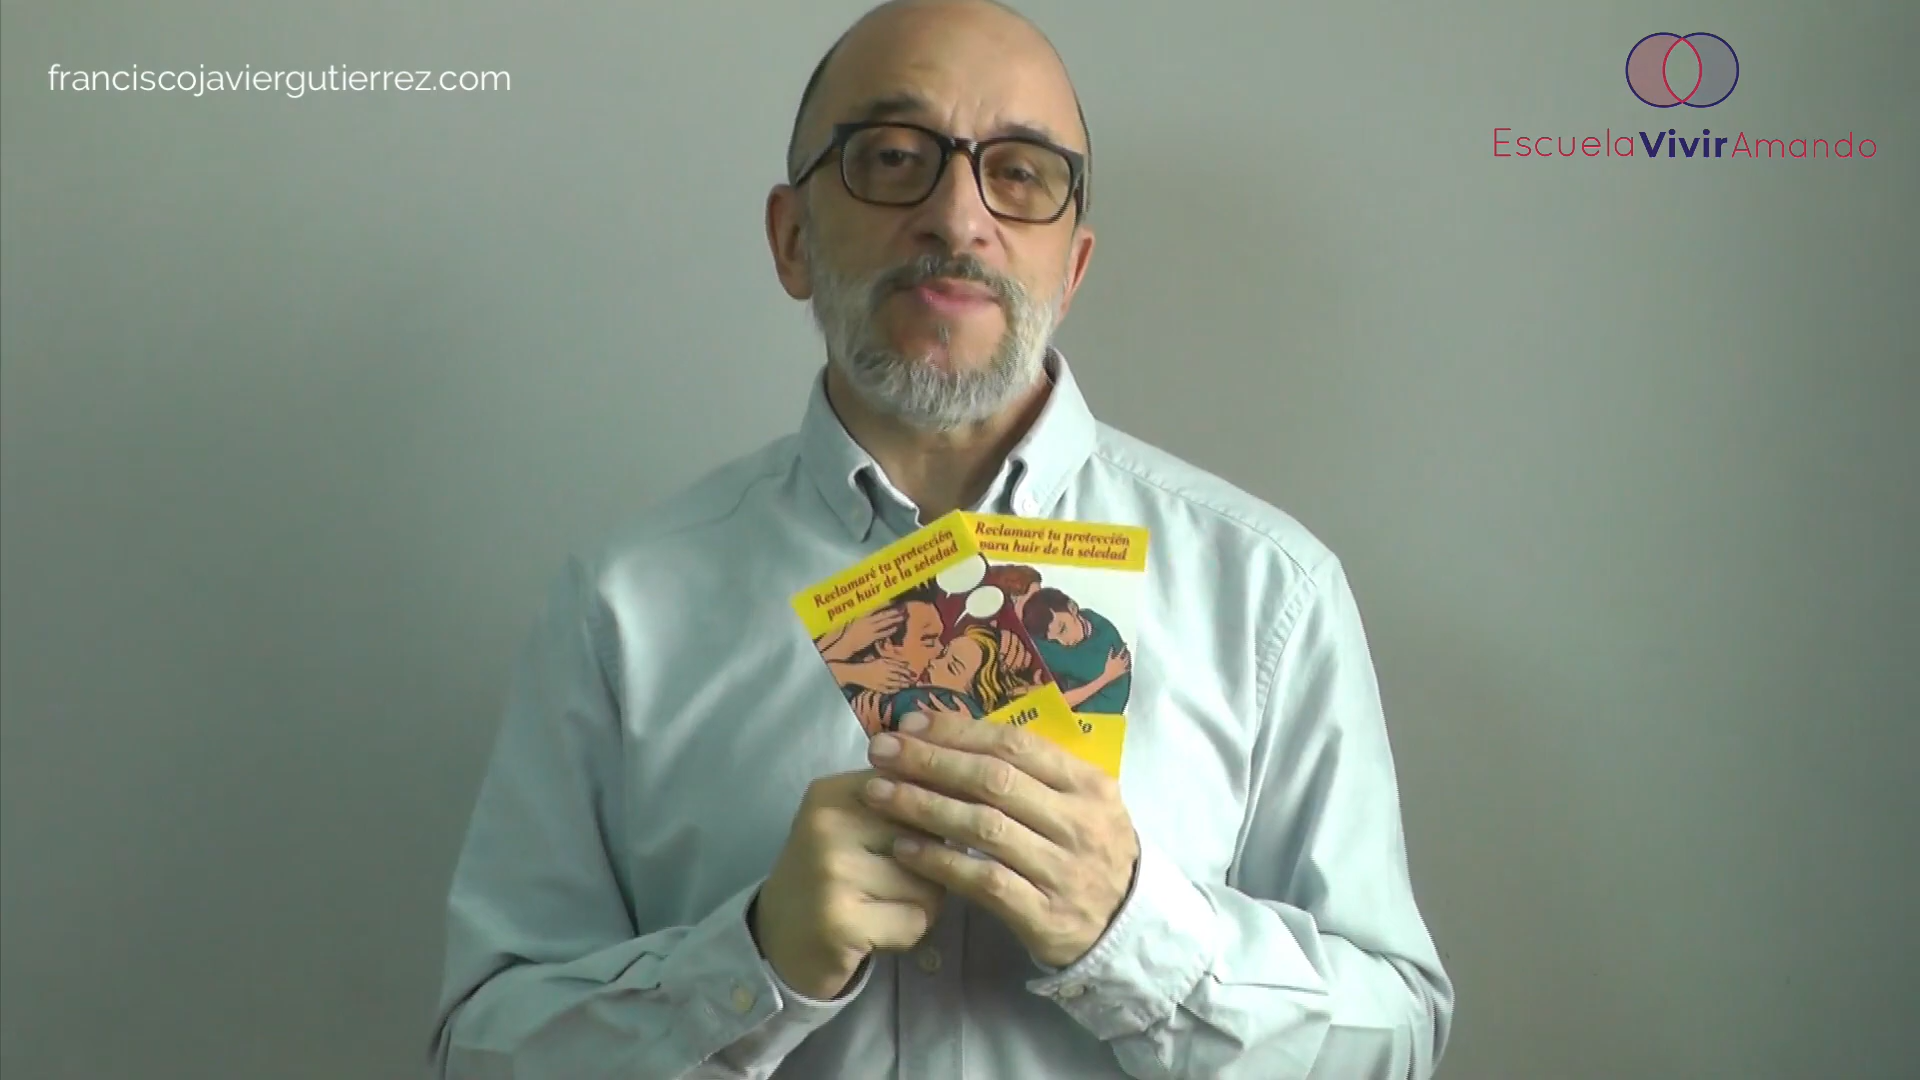 franciscojaviergutierrez.com
EscuelaVivirAmando
Reclamaré tu protección
para huir de la soledad
Reclamaré tu protección
para huir de la soledad